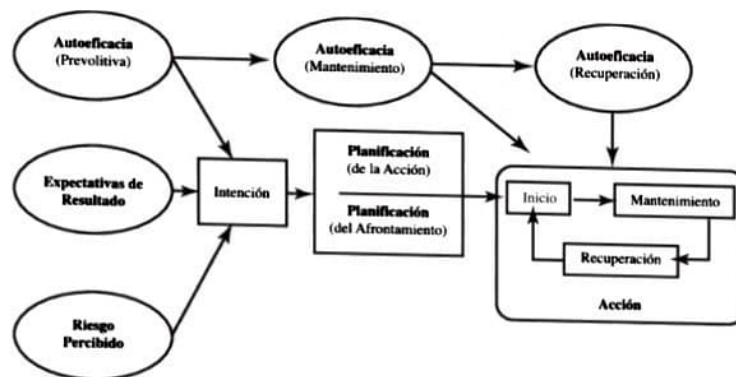 Autoeficacia
(Prevolitiva)
Autoeficacia
(Mantenimiento)
Autoeficacia
(Recuperación)
Expectativas de
Resultado
Intención
Planificación
(de la Acción)
Planificación
(del Afrontamiento)
Inicio
Mantenimiento
Recuperación
Acción
Riesgo
Percibido